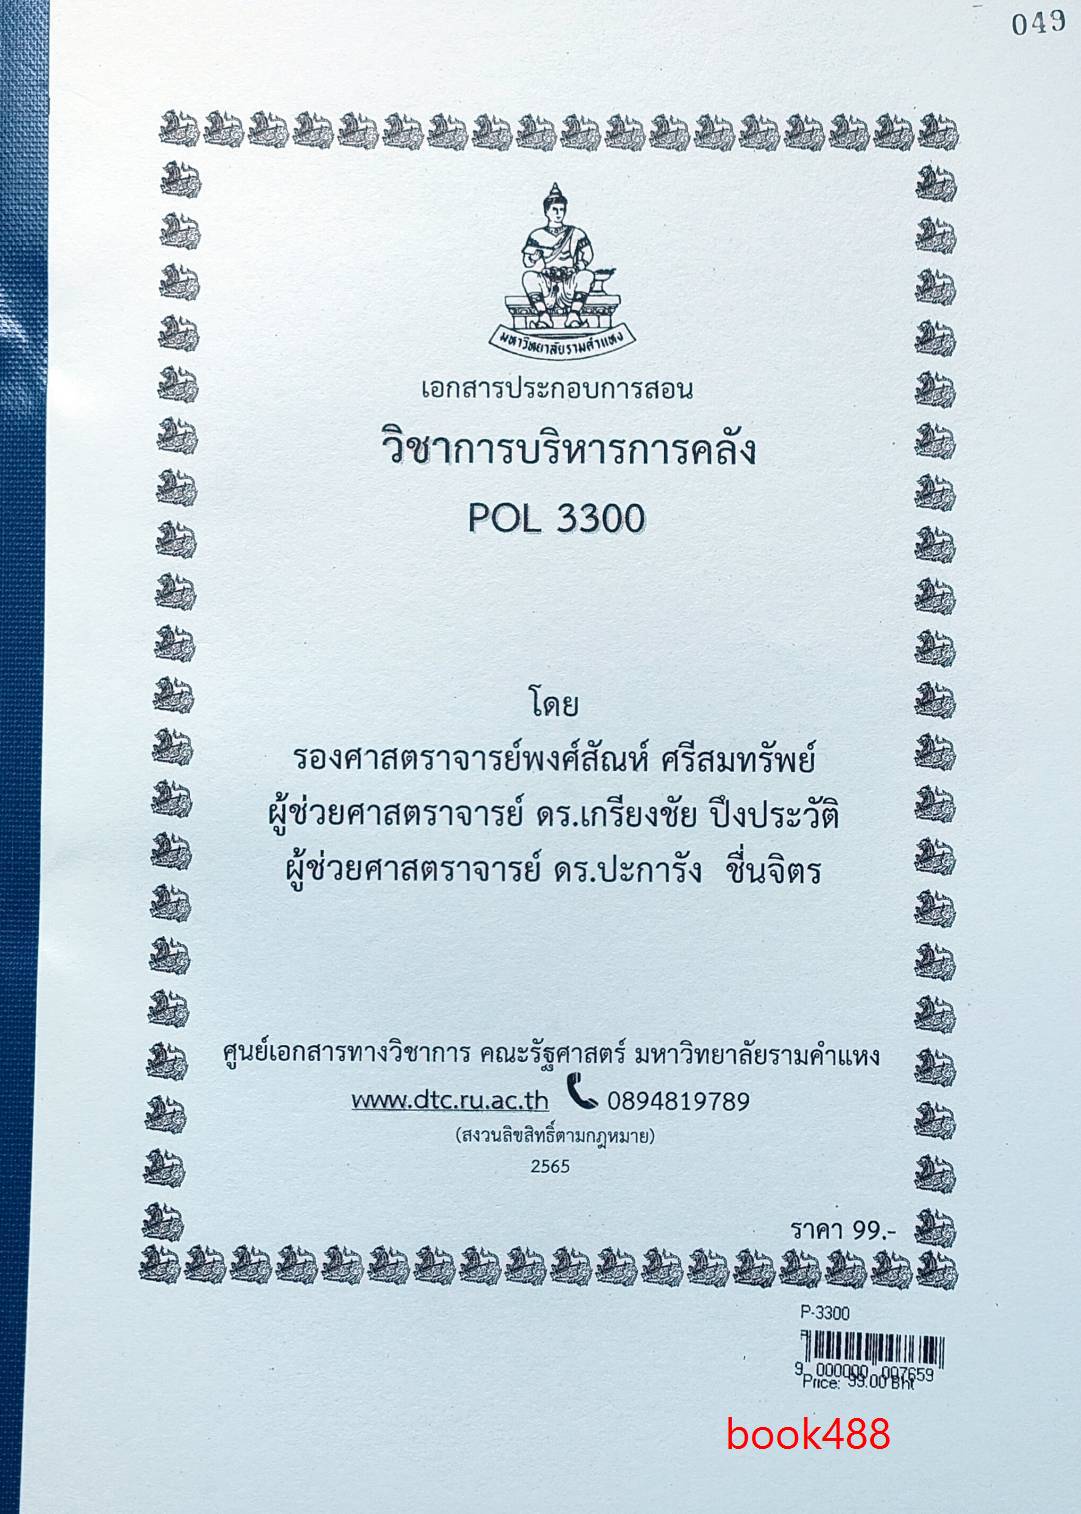 049
มหาวิทยาลัยรามคำแหง
เอกสารประกอบการสอน
วิชาการบริหารการคลัง
POL 3300
โดย
รองศาสตราจารย์พงศ์สัณห์ ศรีสมทรัพย์
ผู้ช่วยศาสตราจารย์ ดร.เกรียงชัย ปึงประวัติ
ผู้ช่วยศาสตราจารย์ ดร.ปะการัง ชื่นจิตร
ศูนย์เอกสารทางวิชาการ คณะรัฐศาสตร์ มหาวิทยาลัยรามคำแหง
www.dtc.ru.ac.th 0894819789
(สงวนลิขสิทธิ์ตามกฎหมาย)
2565
ราคา 99.-
P-3300
9 000000 007659
Price: 99.00 Bht
book488